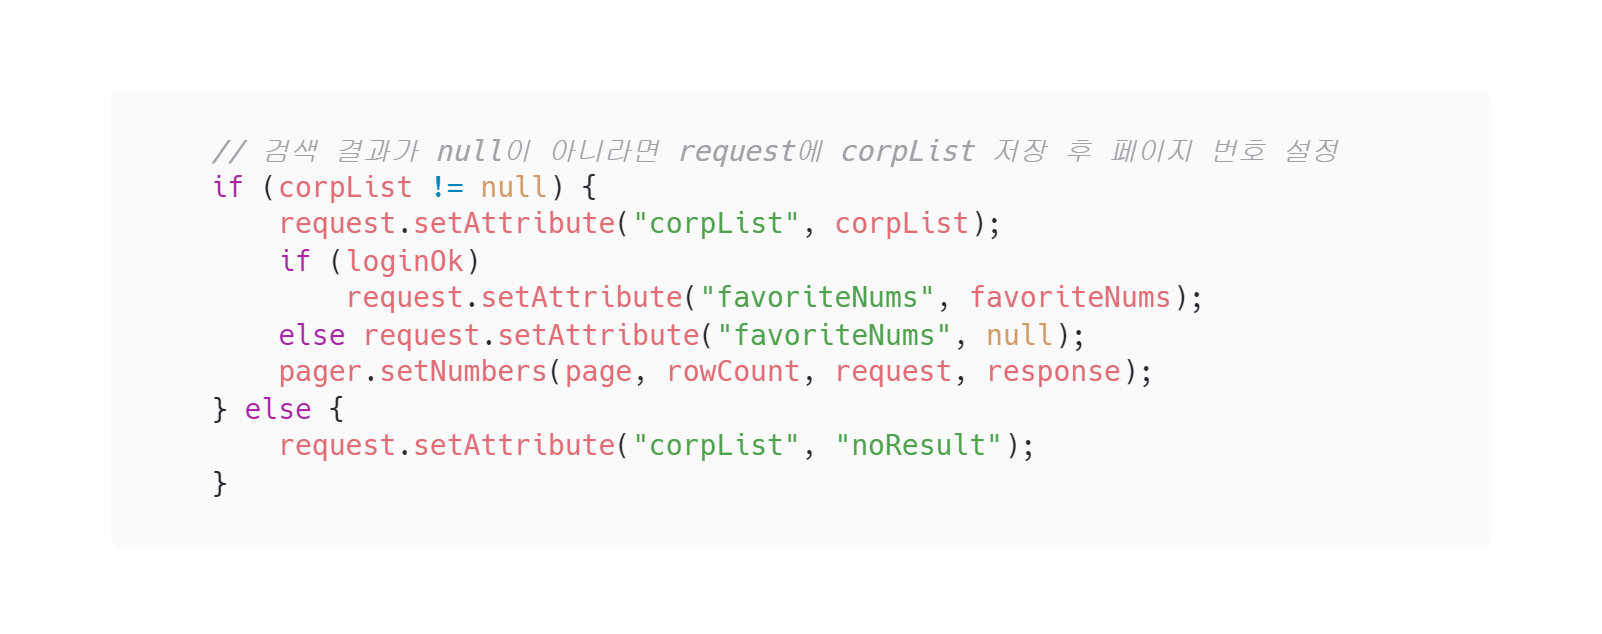 // 검색 결과가 null이 아니라면 request에 corpList 저장 후 페이지 번호 설정
if (corpList != null) {
    request.setAttribute("corpList", corpList);
    if (loginOk)
        request.setAttribute("favoriteNums", favoriteNums);
    else request.setAttribute("favoriteNums", null);
    pager.setNumbers(page, rowCount, request, response);
} else {
    request.setAttribute("corpList", "noResult");
}